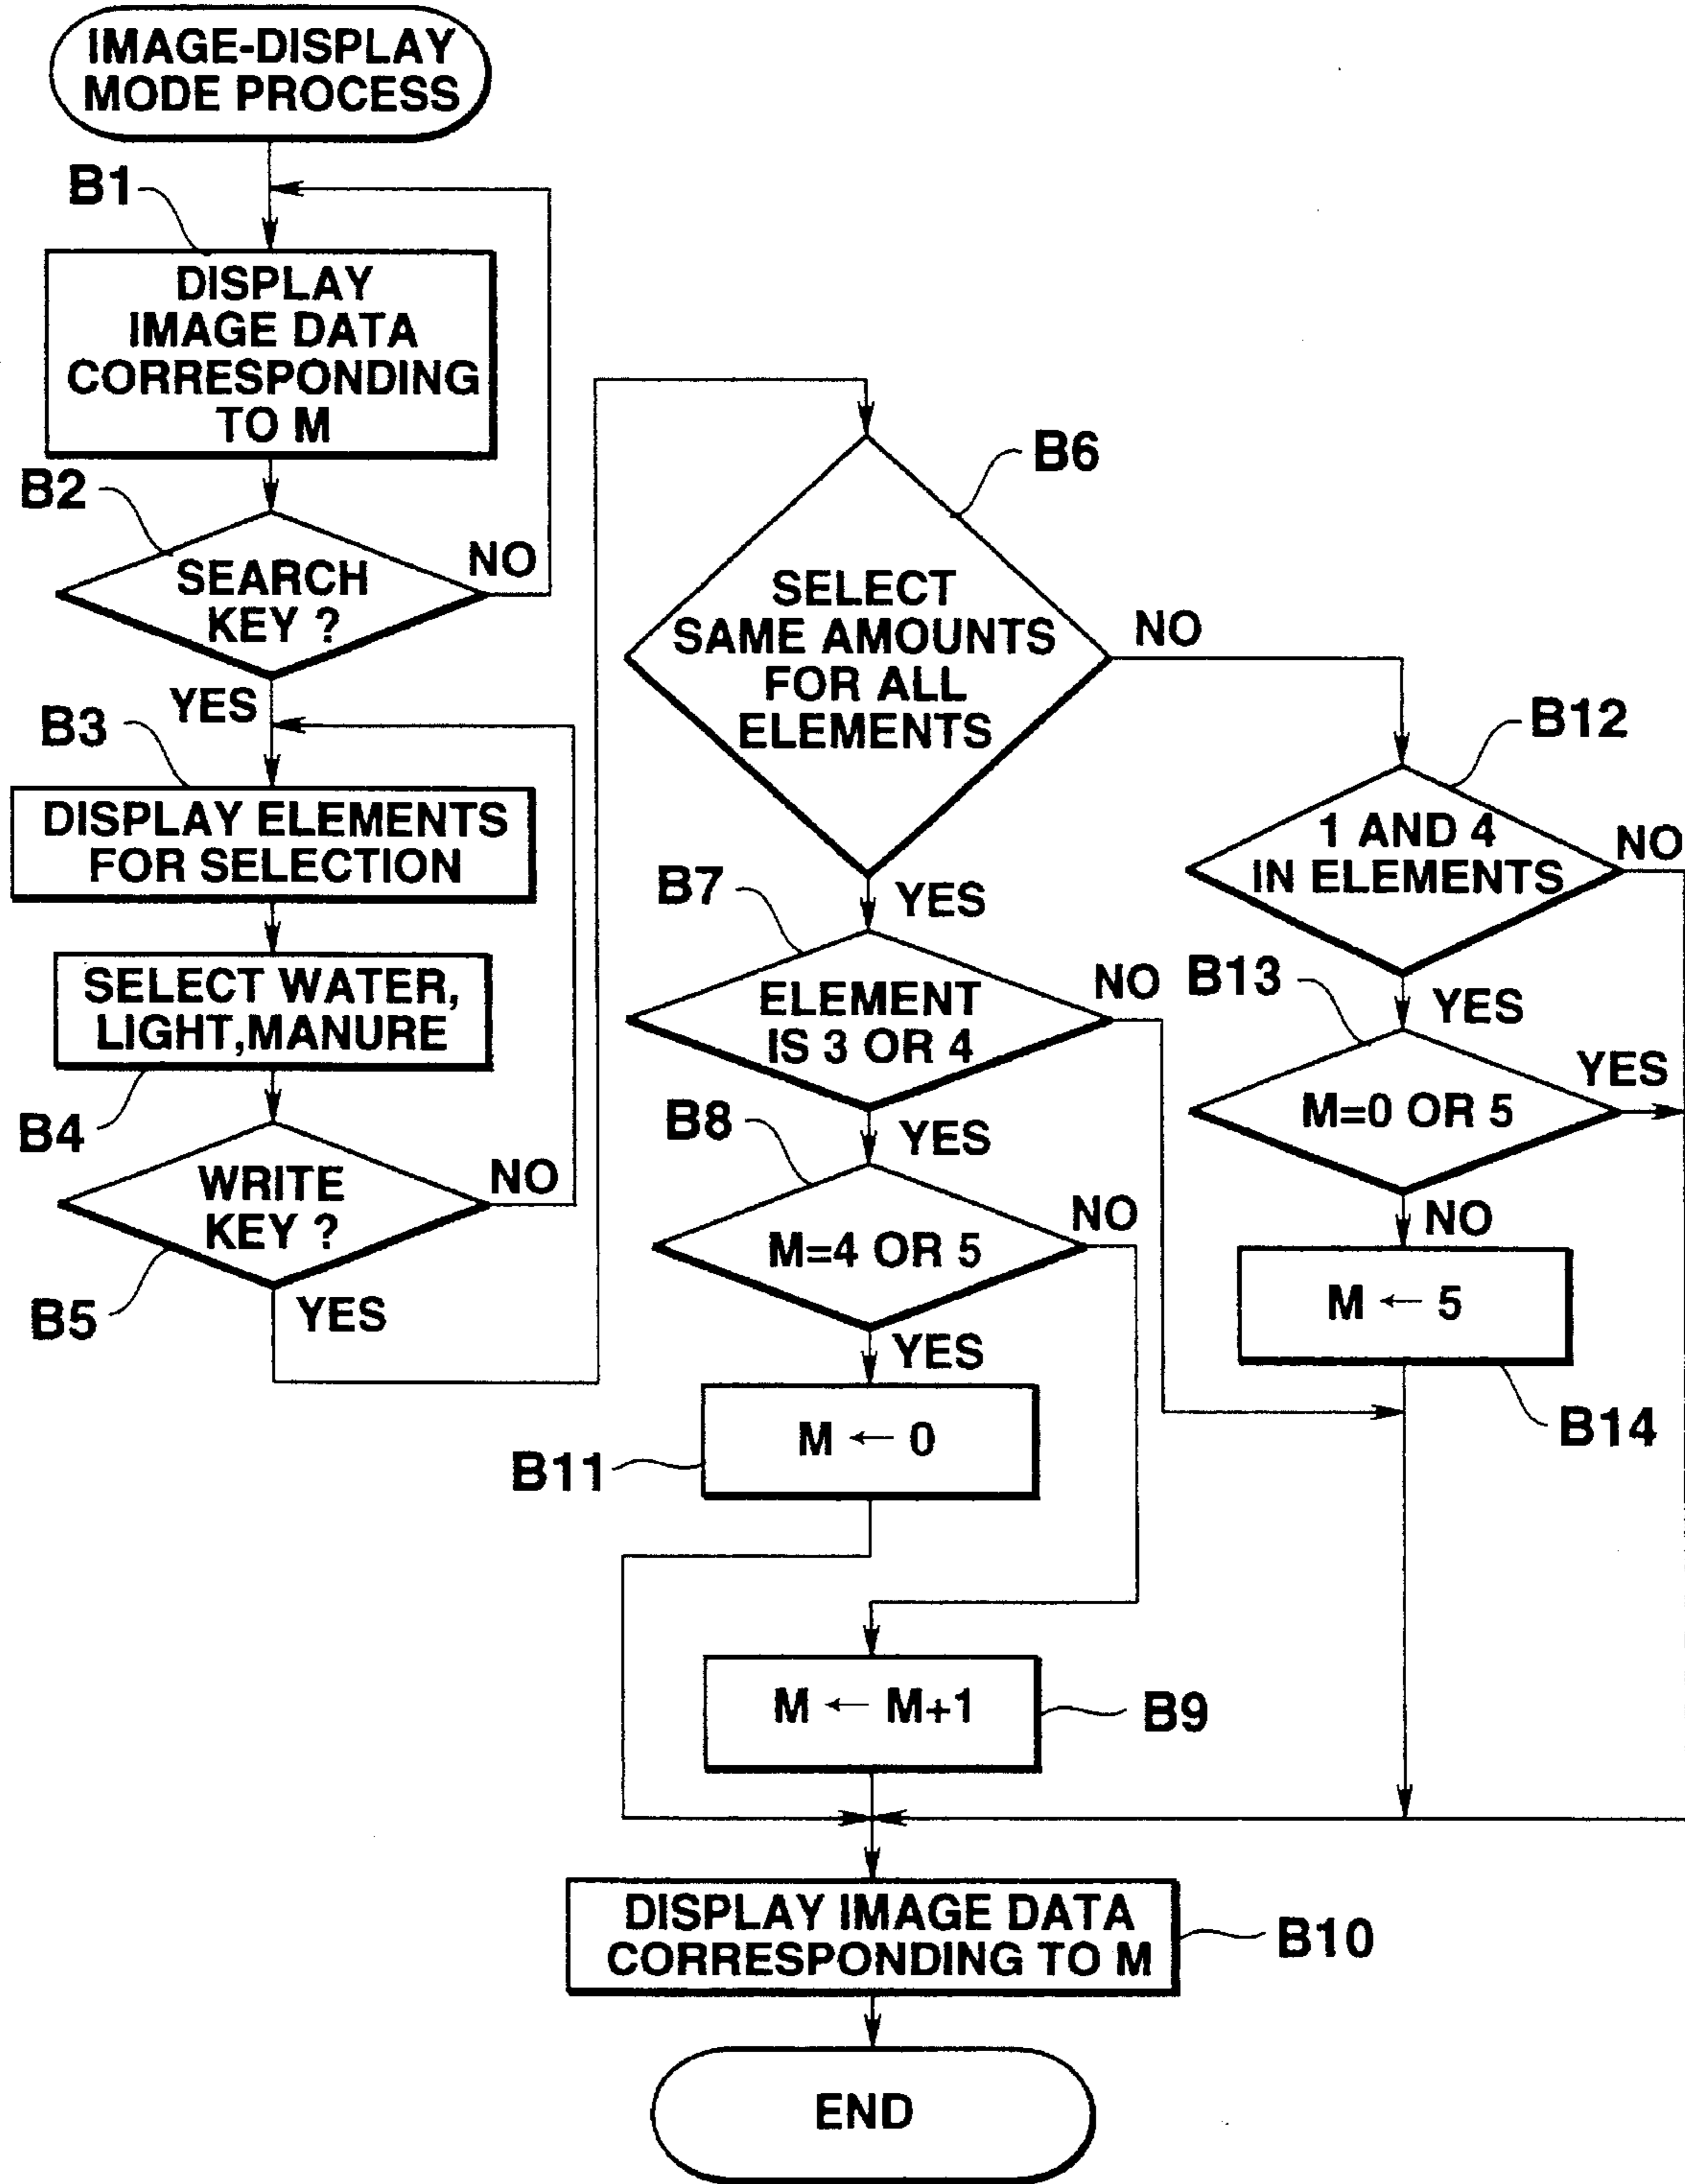 IMAGE-DISPLAY
MODE PROCESS
B1
DISPLAY
IMAGE DATA
CORRESPONDING
TO M
B2
SEARCH
KEY ?
NO
YES
B3
DISPLAY ELEMENTS
FOR SELECTION
SELECT WATER,
LIGHT,MANURE
B4
WRITE
KEY ?
NO
B5
YES
B6
SELECT
SAME AMOUNTS
FOR ALL
ELEMENTS
NO
YES
B7
ELEMENT
IS 3 OR 4
NO
YES
B8
M=4 OR 5
NO
YES
M ← 0
B11
M ← M+1
B9
B12
1 AND 4
IN ELEMENTS
NO
YES
B13
M=0 OR 5
YES
NO
M ← 5
B14
DISPLAY IMAGE DATA
CORRESPONDING TO M
B10
END